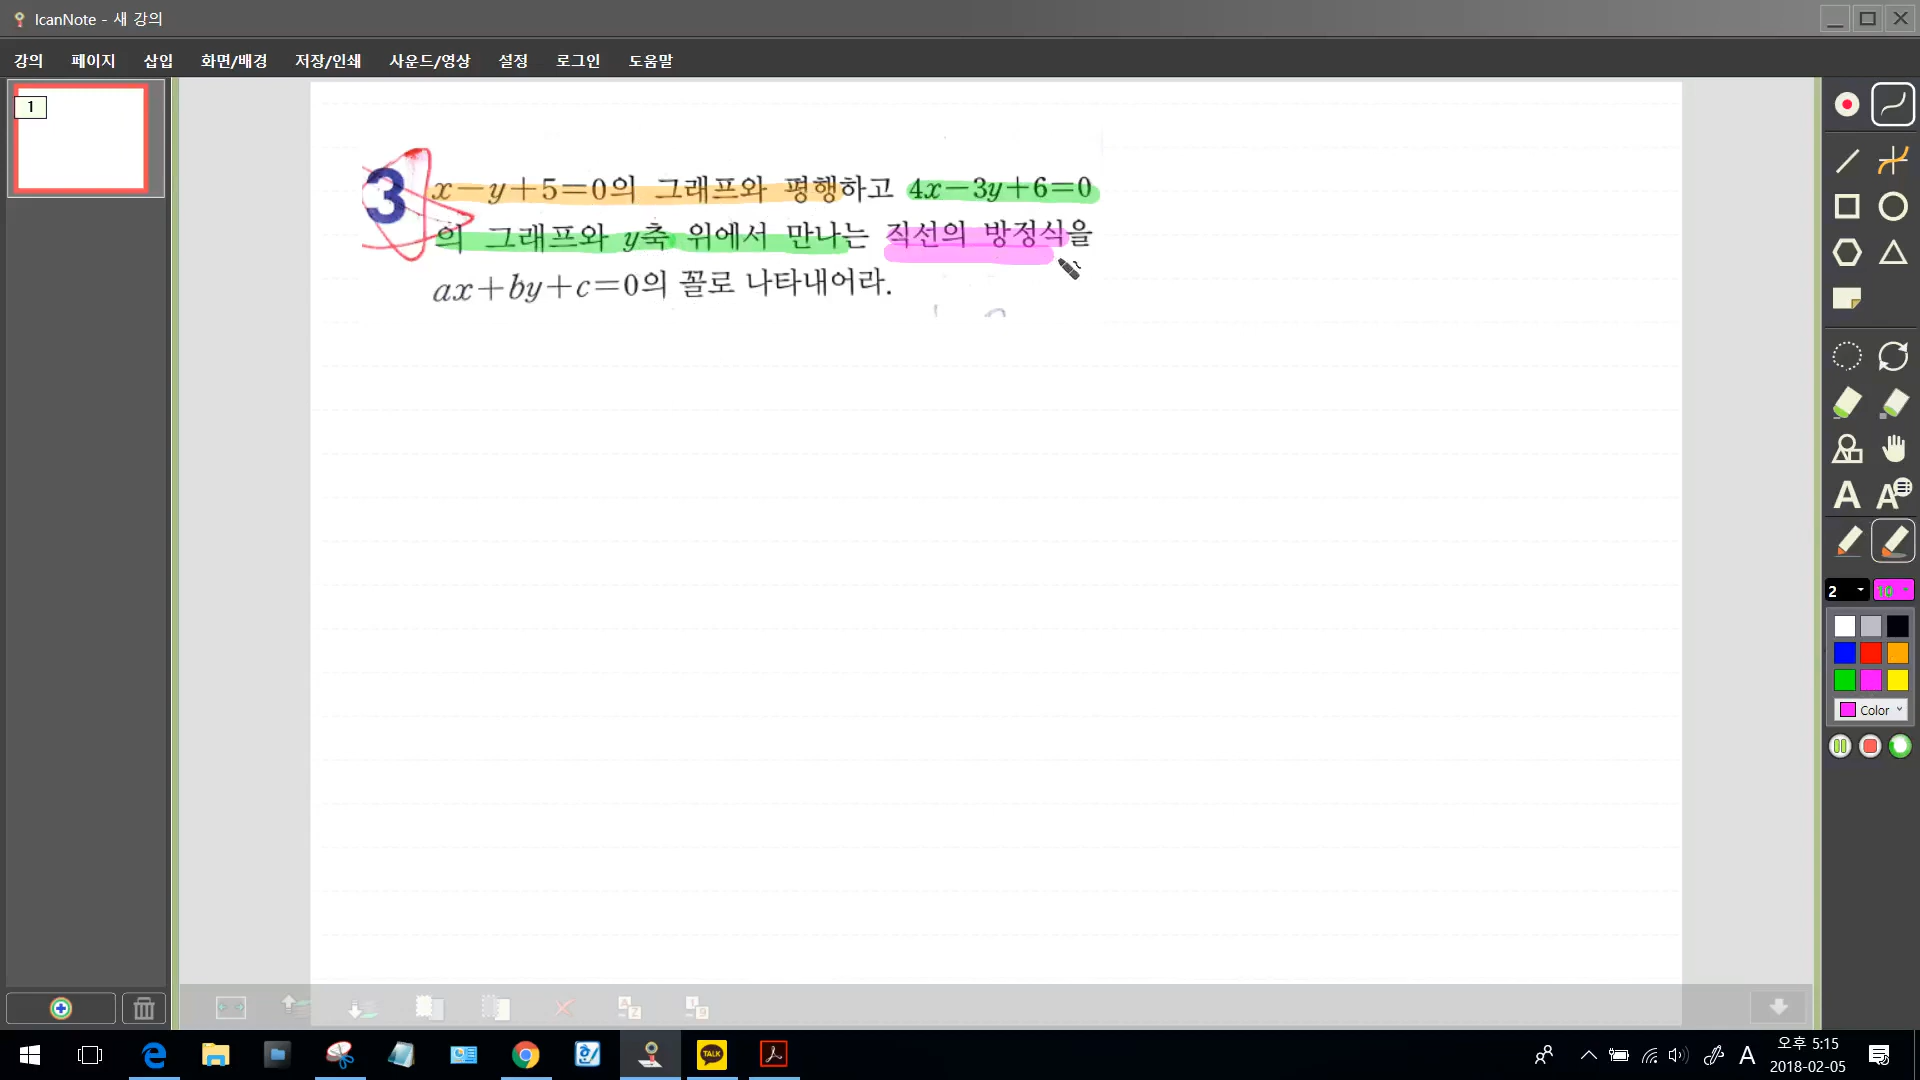 IcanNote - 새 강의
강의 페이지 삽입 화면/배경 저장/인쇄 사운드/영상 설정 로그인 도움말
1
3 x-y+5=0의 그래프와 평행하고 4x-3y+6=0
의 그래프와 y축 위에서 만나는 직선의 방정식을
ax+by+c=0의 꼴로 나타내어라.
A A
2 10
Color
TALK
A 오후 5:15
2018-02-05